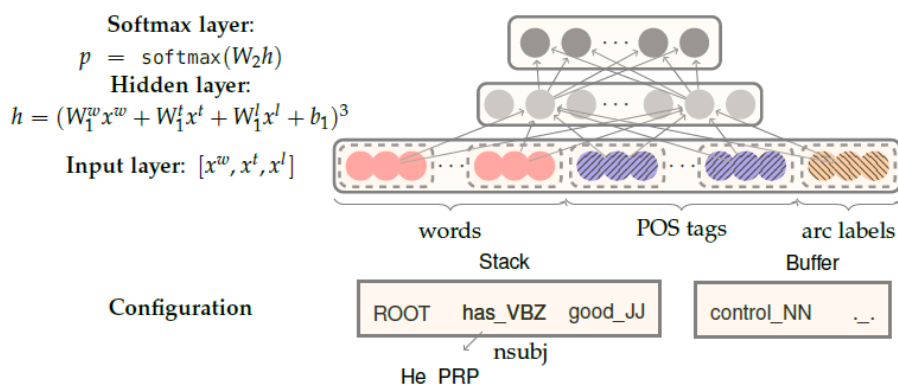 Softmax layer:
p = softmax(W₂h)
Hidden layer:
h = (W₁ʷxʷ + W₁ᵗxᵗ + W₁ˡxˡ + b₁)³
Input layer: [xʷ, xᵗ, xˡ]
...
...
... ...
words POS tags arc labels
Stack Buffer
Configuration
ROOT has_VBZ good_JJ control_NN ._.
nsubj
He_PRP